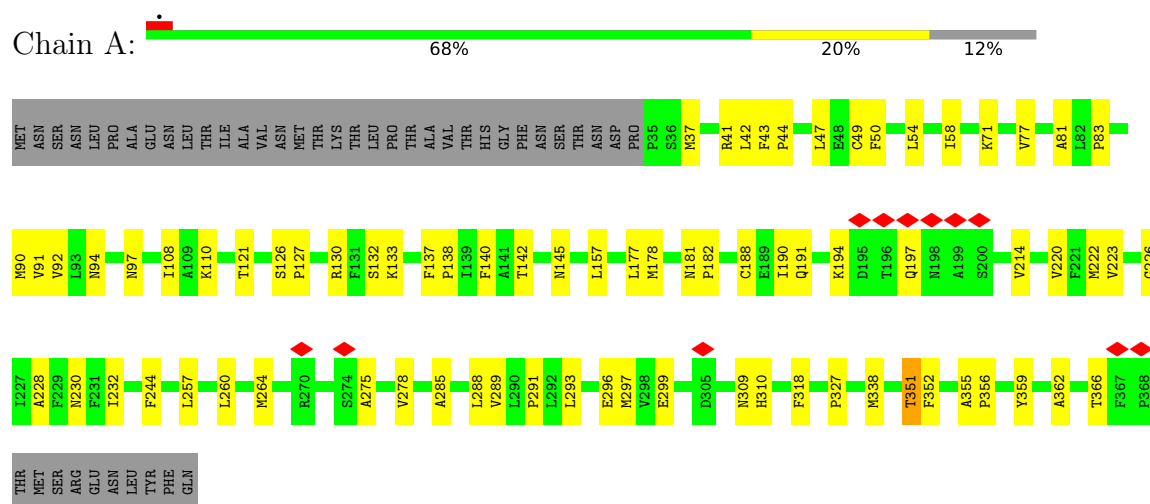 Chain A:
68% 20% 12%
MET ASN SER ASN LEU PRO ALA GLU ASN LEU THR ILE ALA VAL ASN MET THR LYS THR LEU PRO THR ALA VAL THR HIS GLY PHE ASN SER THR ASN ASP PRO P35 S36 M37 R41 L42 F43 P44 L47 E48 C49 F50 L54 I58 K71 V77 A81 L82 P83
M90 V91 V92 L93 N94 N97 I108 A109 K110 T121 S126 P127 R130 F131 S132 K133 F137 P138 I139 F140 A141 T142 N145 L157 L177 M178 N181 P182 C188 E189 I190 Q191 K194 D195 T196 Q197 N198 A199 S200 V214 V220 F221 M222 V223 C226
I227 A228 F229 N230 F231 I232 F244 L257 L260 M264 R270 S274 A275 V278 A285 L288 V289 L290 P291 L292 L293 E296 M297 V298 E299 D305 N309 H310 F318 P327 M338 T351 F352 A355 P356 Y359 A362 T366 F367 P368
THR MET SER ARG GLU ASN LEU TYR PHE GLN